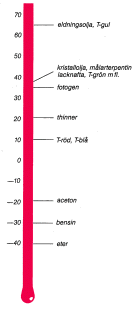 70
60
eldningsolja, T-gul
50
kristallolja, målarterpentin
lacknafta, T-grön m fl.
40
fotogen
30
20
thinner
10
T-röd, T-blå
0
–10
aceton
–20
bensin
–30
–40
eter